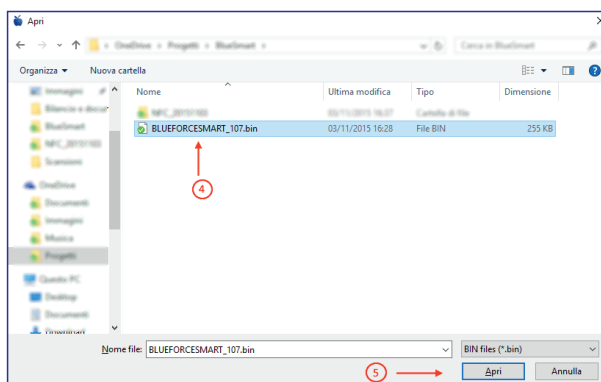 Apri
OneDrive > Progetti > BlueSmart >
Cerca in BlueSmart
Organizza Nuova cartella
Nome Ultima modifica Tipo Dimensione
Immagini
NFC_20151103 03/11/2015 16:37 Cartella di file
BLUEFORCESMART_107.bin 03/11/2015 16:28 File BIN 255 KB
BlueSmart
NFC_20151103
Scansioni
4
OneDrive
Documenti
Immagini
Musica
Progetti
Questo PC
Desktop
Documenti
Download
Nome file: BLUEFORCESMART_107.bin BIN files (*.bin)
5
Apri Annulla